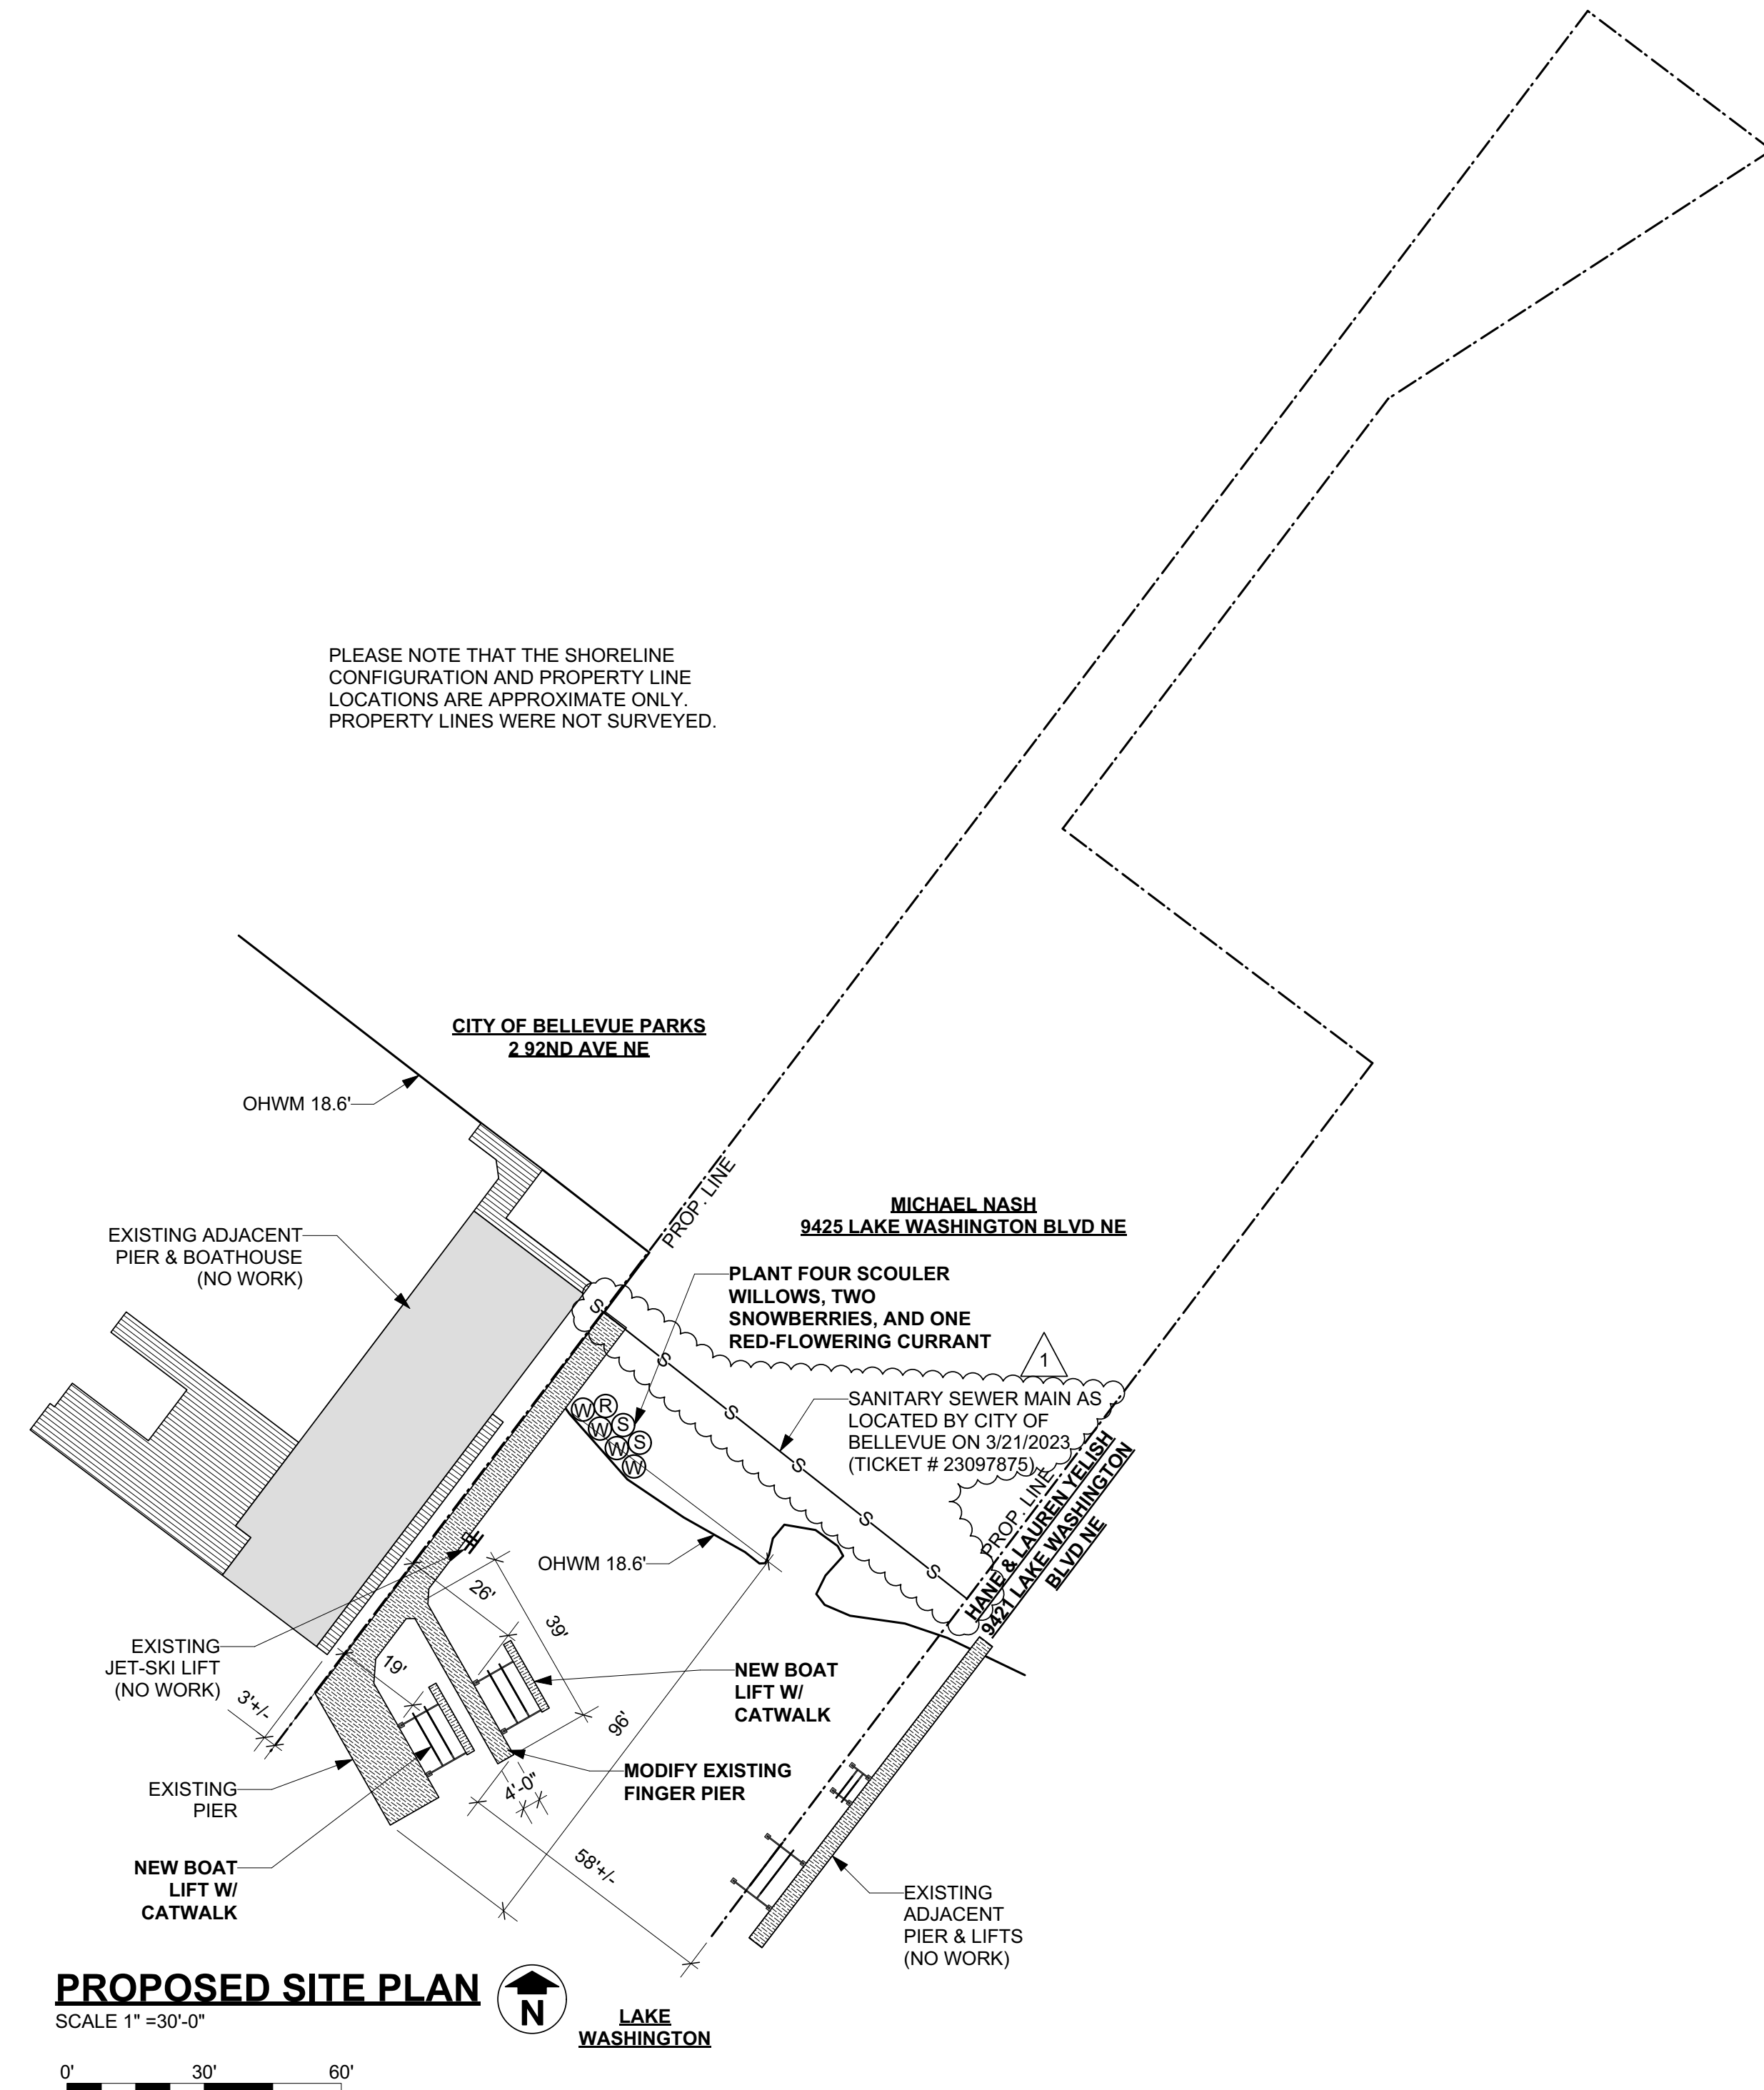 PLEASE NOTE THAT THE SHORELINE
CONFIGURATION AND PROPERTY LINE
LOCATIONS ARE APPROXIMATE ONLY.
PROPERTY LINES WERE NOT SURVEYED.
CITY OF BELLEVUE PARKS
2 92ND AVE NE
OHWM 18.6'
PROP. LINE
MICHAEL NASH
9425 LAKE WASHINGTON BLVD NE
EXISTING ADJACENT
PIER & BOATHOUSE
(NO WORK)
PLANT FOUR SCOULER
WILLOWS, TWO
SNOWBERRIES, AND ONE
RED-FLOWERING CURRANT
1
SANITARY SEWER MAIN AS
LOCATED BY CITY OF
BELLEVUE ON 3/21/2023
(TICKET # 23097875)
S
S
S
S
S
S
W
R
W
S
W
S
W
PROP. LINE
HANE & LAUREN YELISH
9421 LAKE WASHINGTON
BLVD NE
OHWM 18.6'
26'
39'
EXISTING
JET-SKI LIFT
(NO WORK)
19'
3'+/-
NEW BOAT
LIFT W/
CATWALK
96'
MODIFY EXISTING
FINGER PIER
4'-0"
EXISTING
PIER
58'+/-
NEW BOAT
LIFT W/
CATWALK
EXISTING
ADJACENT
PIER & LIFTS
(NO WORK)
PROPOSED SITE PLAN
SCALE 1" =30'-0"
N
LAKE
WASHINGTON
0' 30' 60'